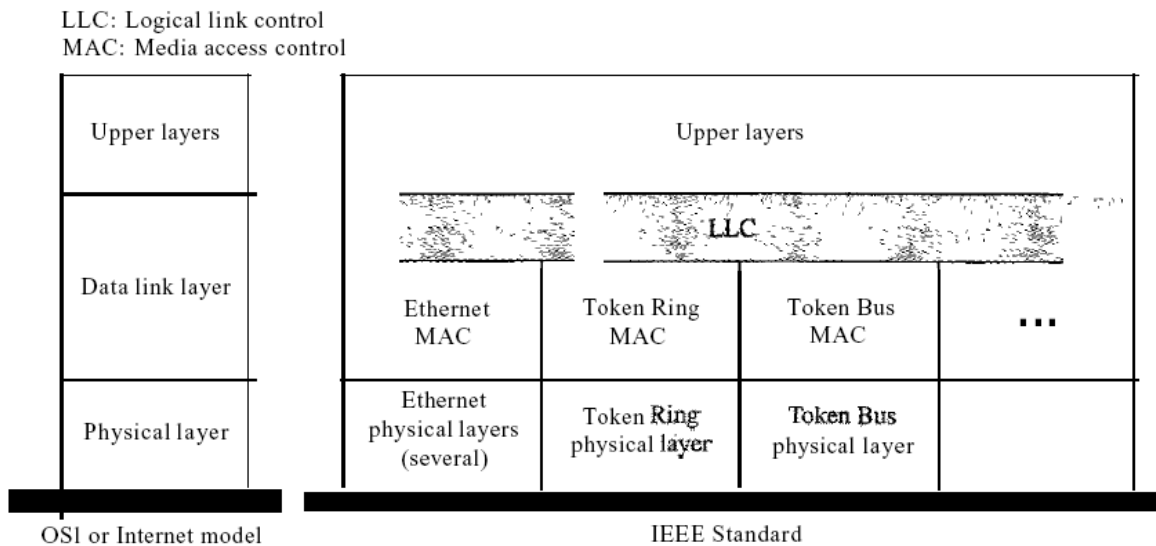 LLC: Logical link control
MAC: Media access control
Upper layers
Data link layer
Physical layer
OS1 or Internet model
Upper layers
LLC
Ethernet
MAC
Token Ring
MAC
Token Bus
MAC
...
Ethernet
physical layers
(several)
Token Ring
physical layer
Token Bus
physical layer
IEEE Standard